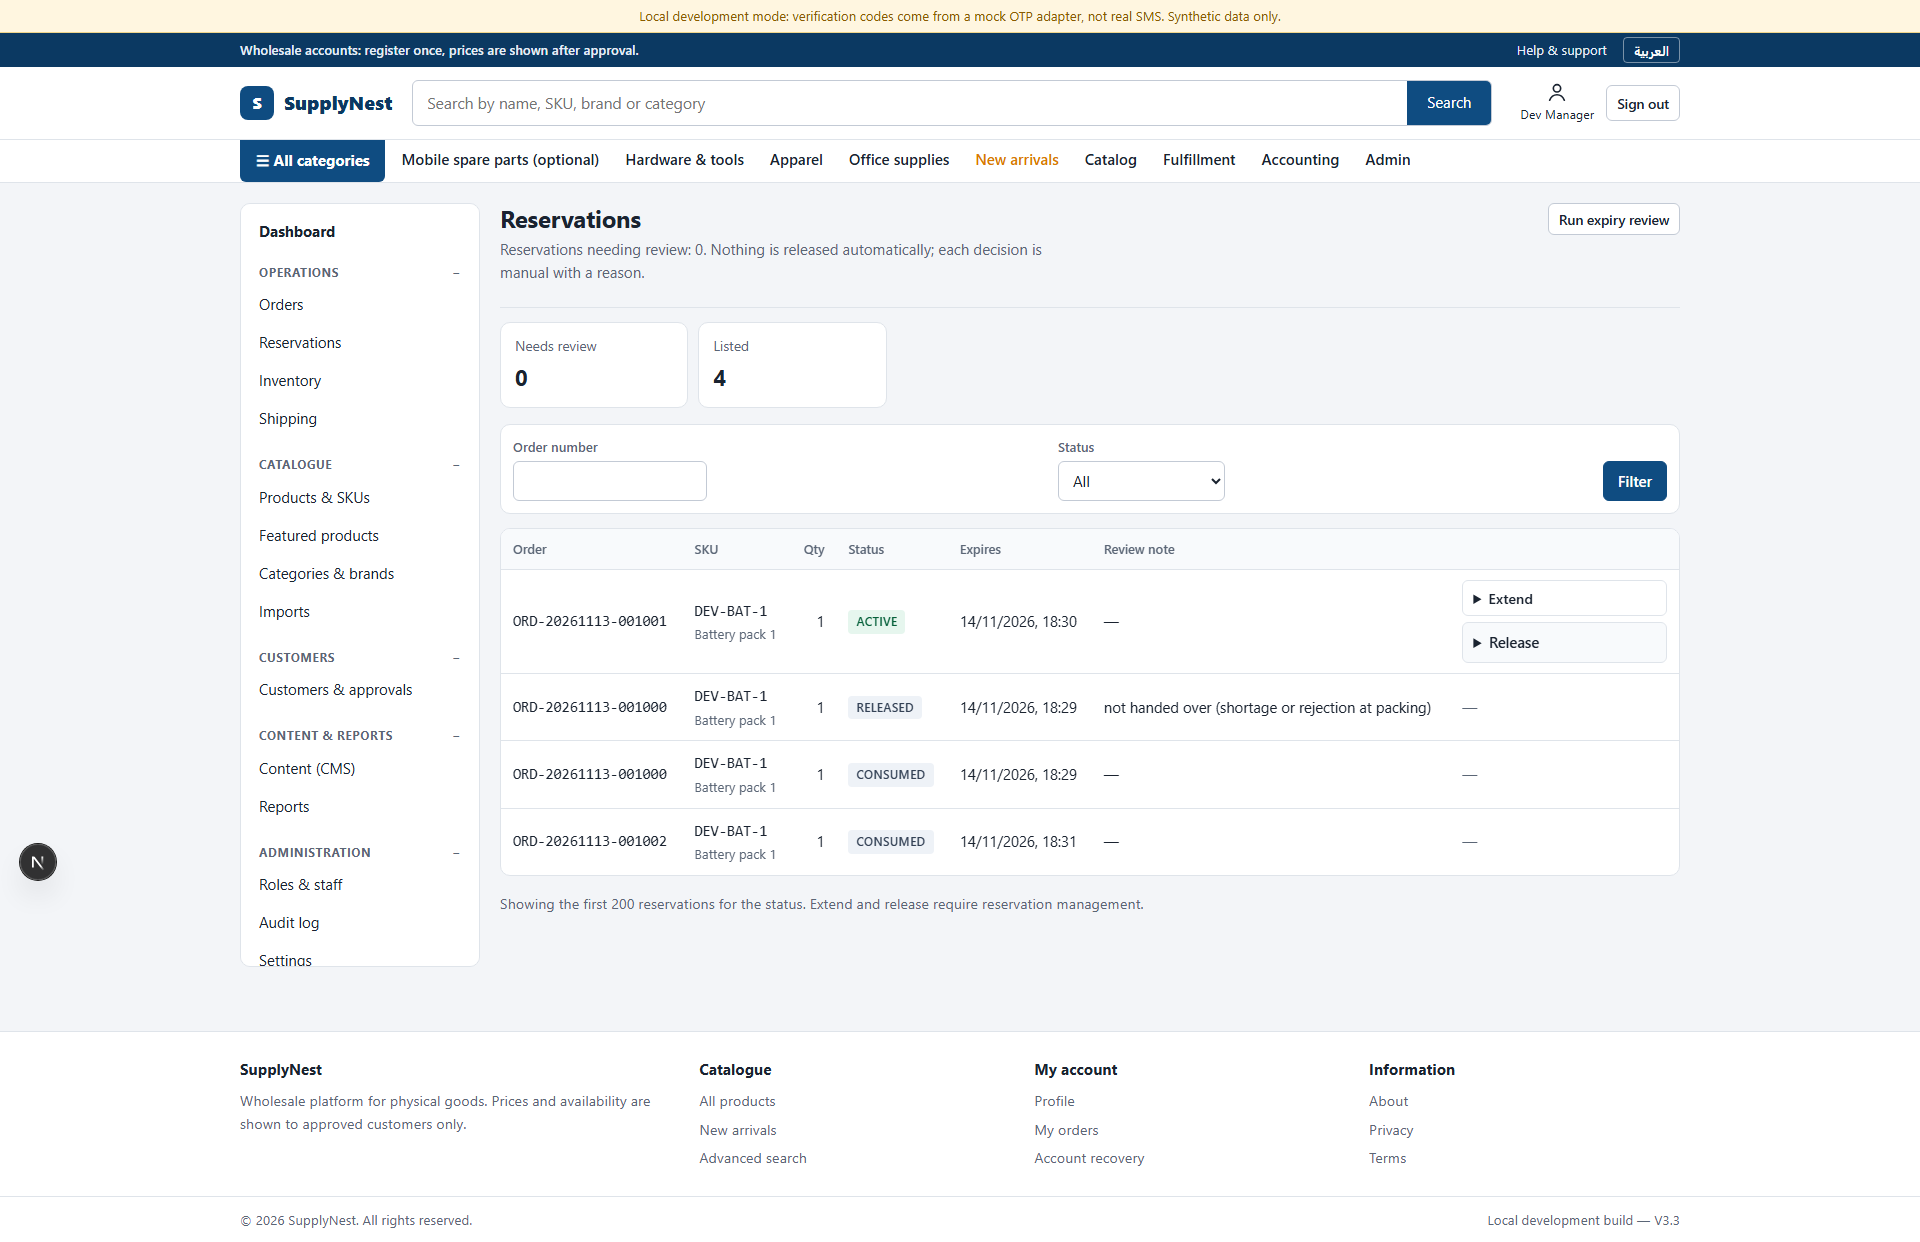 Local development mode: verification codes come from a mock OTP adapter, not real SMS. Synthetic data only.
Wholesale accounts: register once, prices are shown after approval.
Help & support
العربية
S
SupplyNest
Search by name, SKU, brand or category
Search
Dev Manager
Sign out
☰ All categories
Mobile spare parts (optional)
Hardware & tools
Apparel
Office supplies
New arrivals
Catalog
Fulfillment
Accounting
Admin
Dashboard
OPERATIONS –
Orders
Reservations
Inventory
Shipping
CATALOGUE –
Products & SKUs
Featured products
Categories & brands
Imports
CUSTOMERS –
Customers & approvals
CONTENT & REPORTS –
Content (CMS)
Reports
ADMINISTRATION –
Roles & staff
Audit log
Settings
Reservations
Run expiry review
Reservations needing review: 0. Nothing is released automatically; each decision is
manual with a reason.
Needs review
0
Listed
4
Order number
Status
All
Filter
Order SKU Qty Status Expires Review note
ORD-20261113-001001 DEV-BAT-1 Battery pack 1 1 ACTIVE 14/11/2026, 18:30 —
▶ Extend
▶ Release
ORD-20261113-001000 DEV-BAT-1 Battery pack 1 1 RELEASED 14/11/2026, 18:29 not handed over (shortage or rejection at packing) —
ORD-20261113-001000 DEV-BAT-1 Battery pack 1 1 CONSUMED 14/11/2026, 18:29 — —
ORD-20261113-001002 DEV-BAT-1 Battery pack 1 1 CONSUMED 14/11/2026, 18:31 — —
Showing the first 200 reservations for the status. Extend and release require reservation management.
N
SupplyNest
Wholesale platform for physical goods. Prices and availability are
shown to approved customers only.
Catalogue
All products
New arrivals
Advanced search
My account
Profile
My orders
Account recovery
Information
About
Privacy
Terms
© 2026 SupplyNest. All rights reserved.
Local development build — V3.3